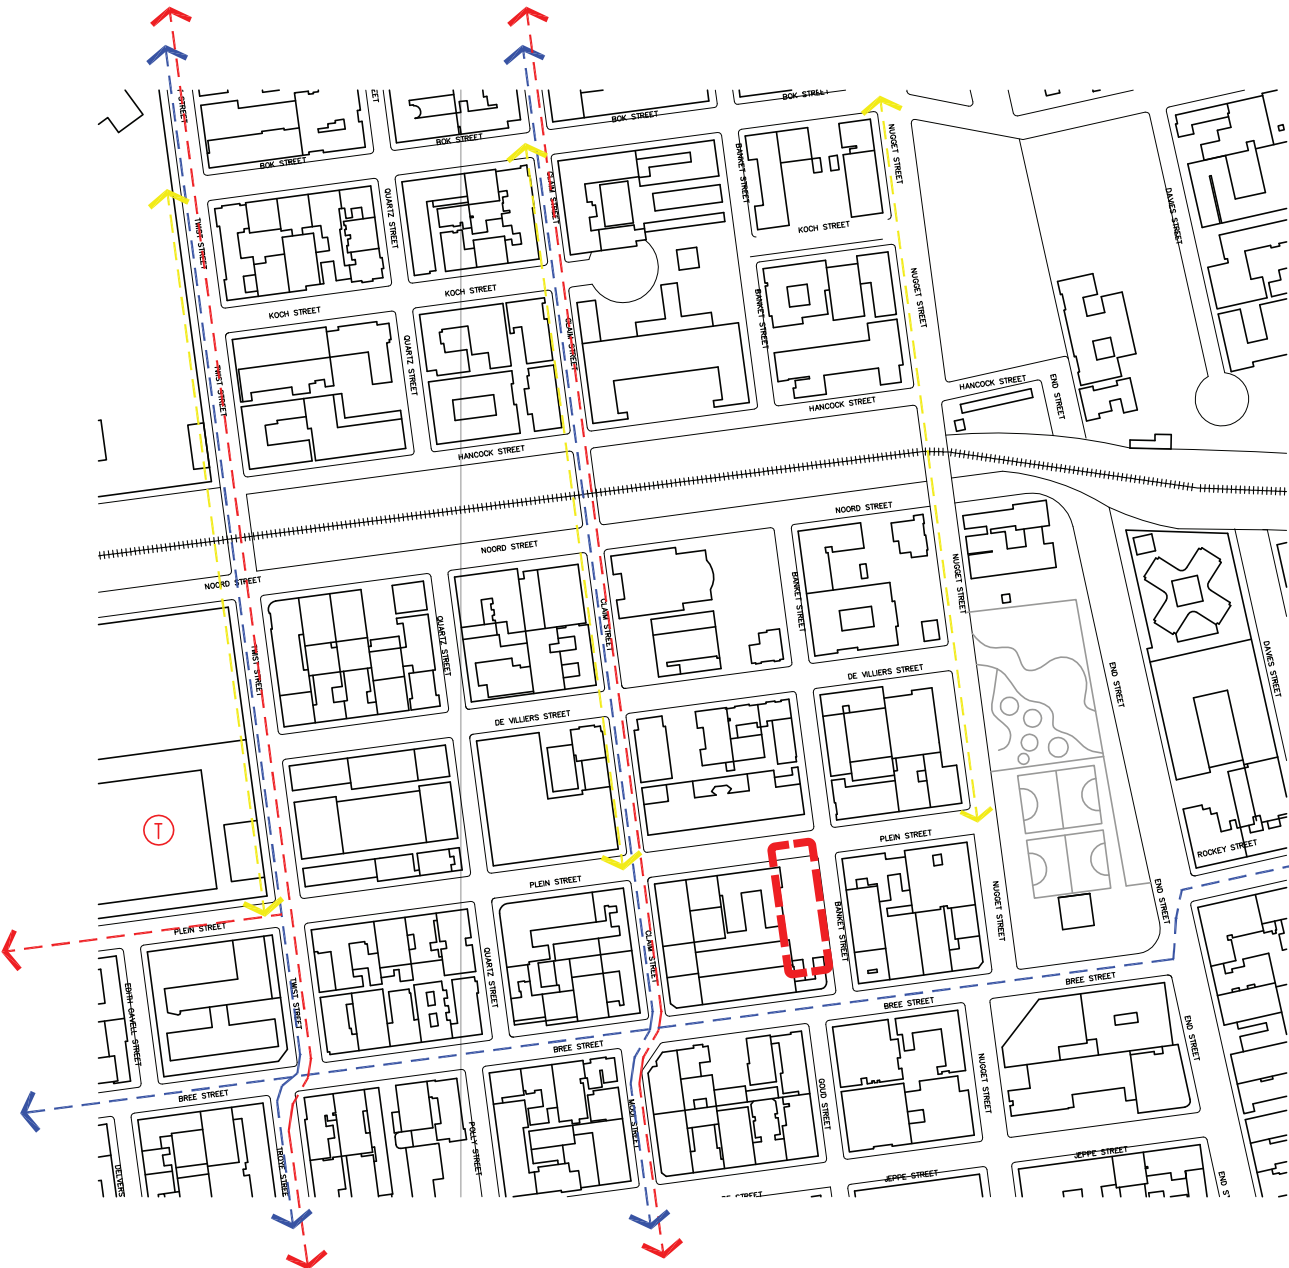 STREET
BOK STREET
BOK STREET
BOK STREET
BOK STREET
NUGGET STREET
BANKET STREET
DAVIES STREET
TWIST STREET
QUARTZ STREET
CLAIM STREET
KOCH STREET
KOCH STREET
KOCH STREET
NUGGET STREET
BANKET STREET
CLAIM STREET
QUARTZ STREET
TWIST STREET
HANCOCK STREET
HANCOCK STREET
HANCOCK STREET
END STREET
NOORD STREET
NOORD STREET
NOORD STREET
NUGGET STREET
BANKET STREET
CLAIM STREET
QUARTZ STREET
TWIST STREET
DE VILLIERS STREET
DE VILLIERS STREET
END STREET
DAVIES STREET
T
PLEIN STREET
PLEIN STREET
PLEIN STREET
ROCKEY STREET
END STREET
NUGGET STREET
BANKET STREET
CLAIM STREET
QUARTZ STREET
TWIST STREET
EDITH CAVELL STREET
BREE STREET
BREE STREET
BREE STREET
BREE STREET
END STREET
NUGGET STREET
GOUD STREET
MOOI STREET
POLLY STREET
TROYE STREE
DELVERS
JEPPE STREET
JEPPE STREET
END S